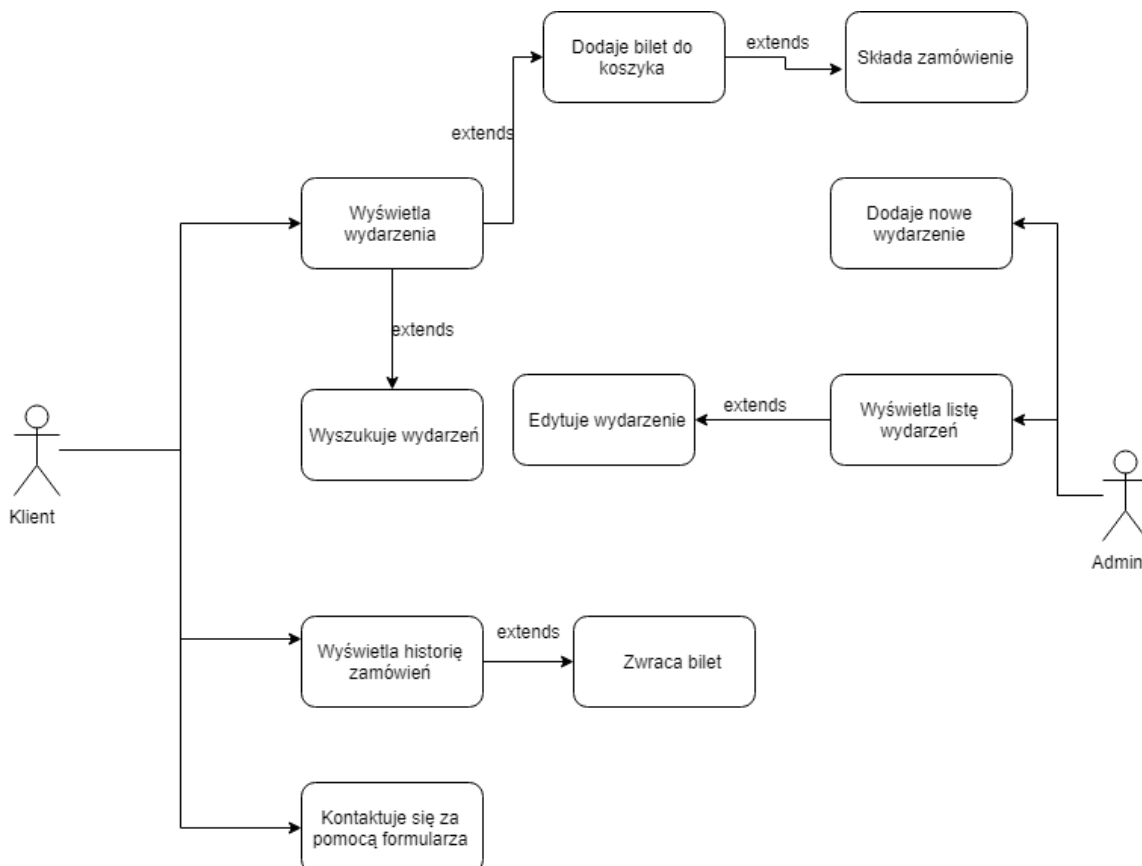 Dodaje bilet do
koszyka
extends
Składa zamówienie
extends
Wyświetla
wydarzenia
Dodaje nowe
wydarzenie
extends
Wyszukuje wydarzeń
Edytuje wydarzenie
extends
Wyświetla listę
wydarzeń
Klient
Admin
Wyświetla historię
zamówień
extends
Zwraca bilet
Kontaktuje się za
pomocą formularza